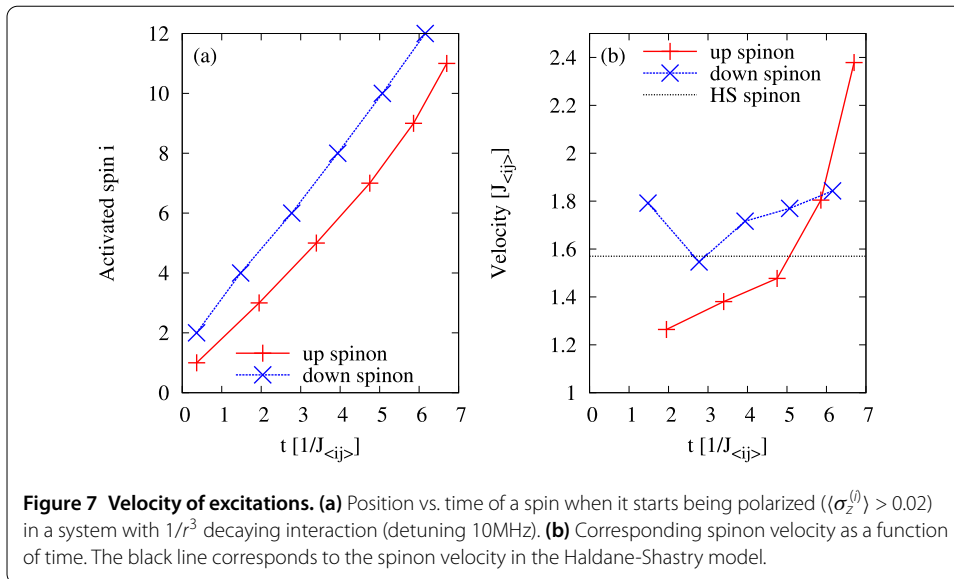 (a)
Activated spin i
12
10
8
6
4
2
0
up spinon
down spinon
0 1 2 3 4 5 6 7
t [1/J<ij>]
(b)
up spinon
down spinon
HS spinon
Velocity [J<ij>]
2.4
2.2
2
1.8
1.6
1.4
1.2
1
0 1 2 3 4 5 6 7
t [1/J<ij>]
Figure 7 Velocity of excitations. (a) Position vs. time of a spin when it starts being polarized (⟨σz(i)⟩ > 0.02)
in a system with 1/r³ decaying interaction (detuning 10MHz). (b) Corresponding spinon velocity as a function
of time. The black line corresponds to the spinon velocity in the Haldane-Shastry model.